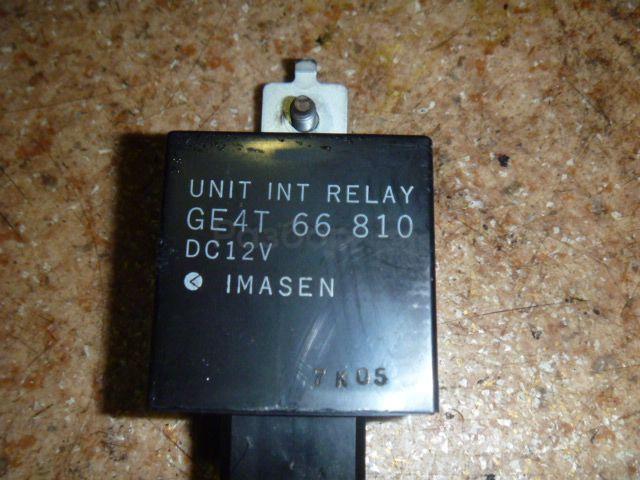 UNIT INT RELAY
GE4T 66 810
DC12V
IMASEN
7K05